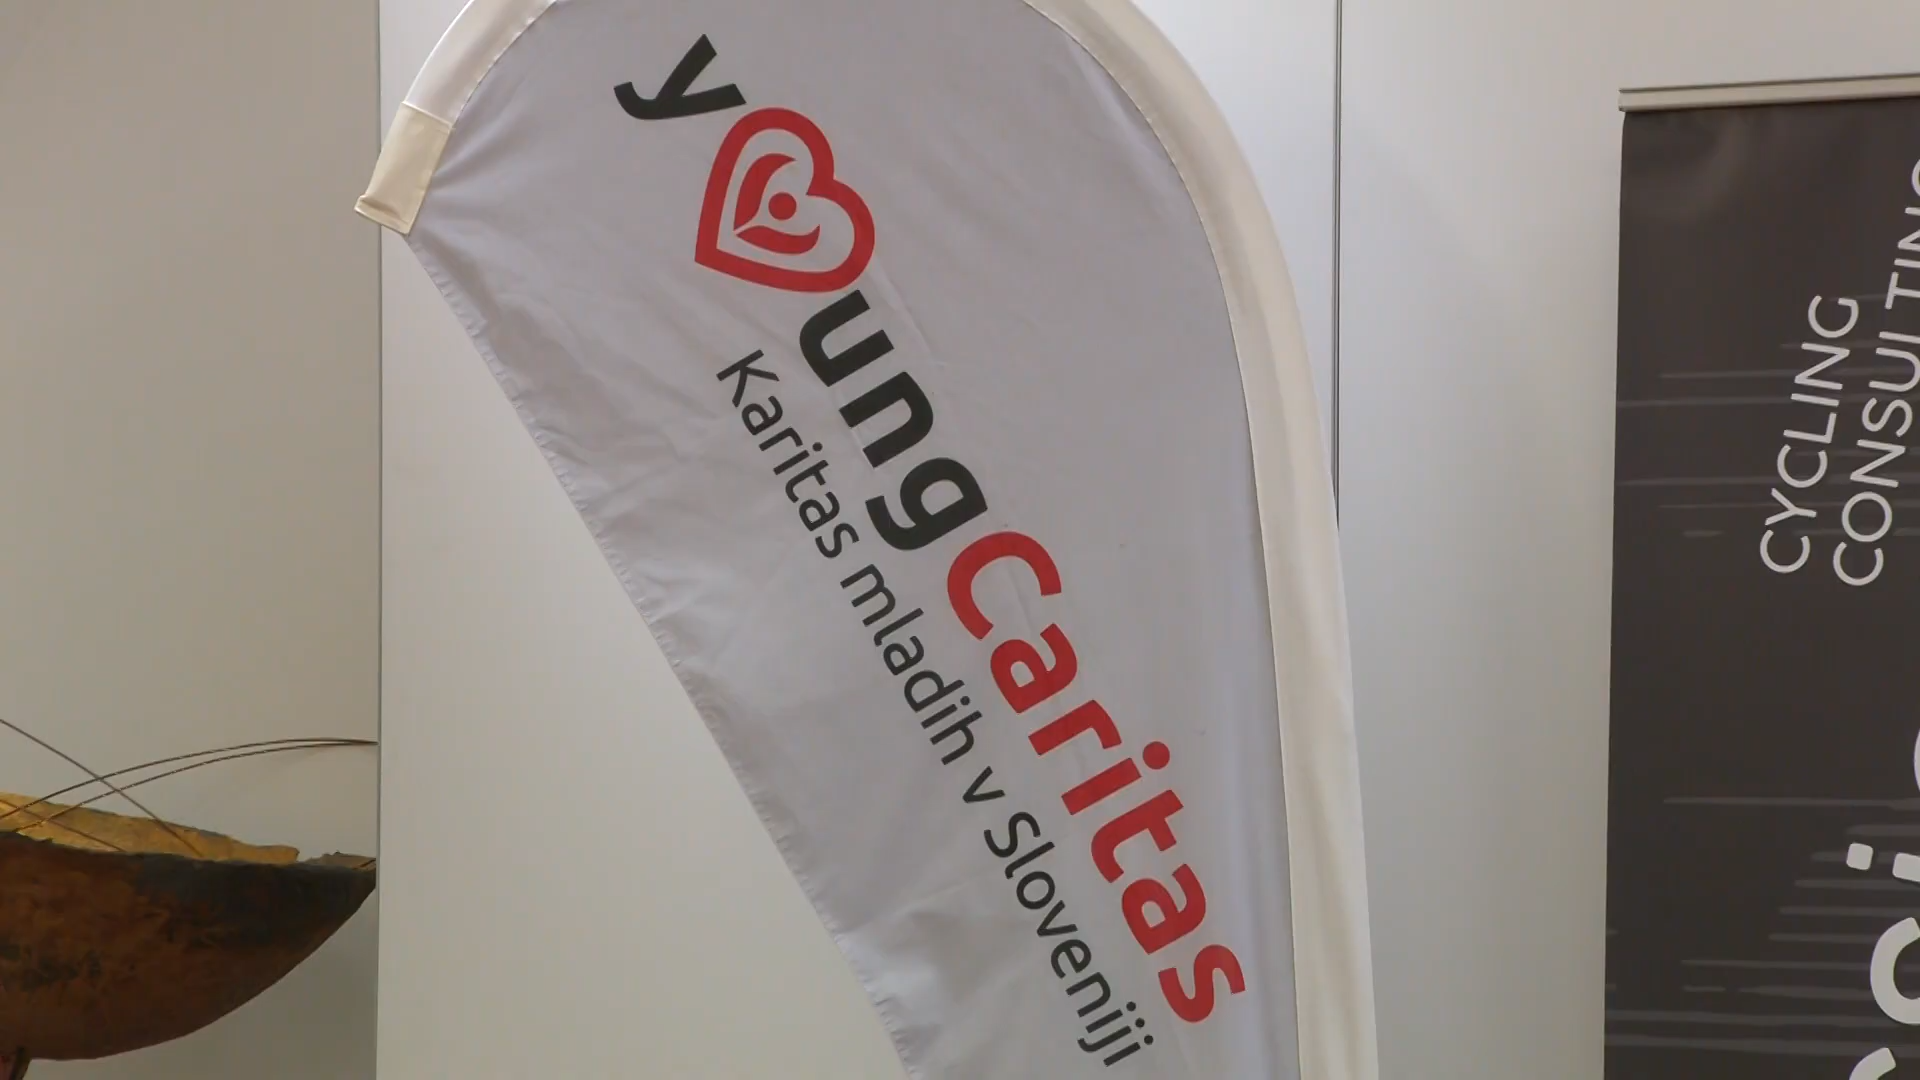 youngCaritas
Karitas mladih v Sloveniji
CYCLING
CONSULTING